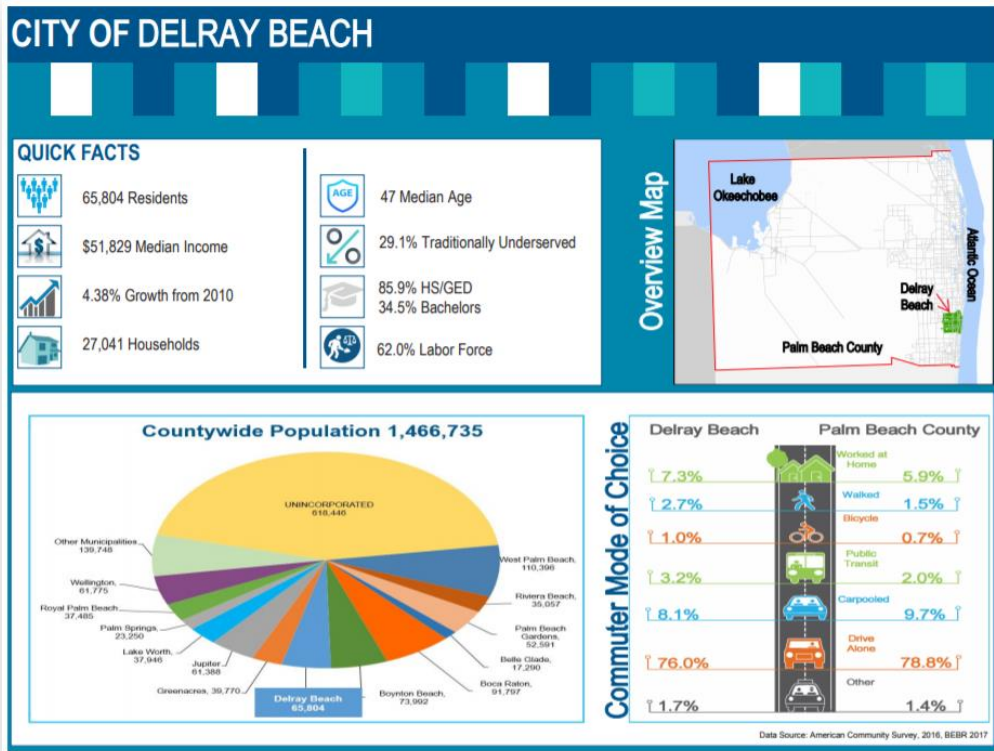 CITY OF DELRAY BEACH
QUICK FACTS
65,804 Residents
$51,829 Median Income
4.38% Growth from 2010
27,041 Households
AGE
47 Median Age
29.1% Traditionally Underserved
85.9% HS/GED
34.5% Bachelors
62.0% Labor Force
Overview Map
Lake
Okeechobee
Atlantic Ocean
Delray
Beach
Palm Beach County
Countywide Population 1,466,735
UNINCORPORATED
618,446
Other Municipalities
139,748
Wellington,
61,775
Royal Palm Beach
37,485
Palm Springs,
23,250
Lake Worth,
37,946
Jupiter
61,388
Greenacres, 39,770
Delray Beach
65,804
Boynton Beach,
73,992
Boca Raton,
91,797
Belle Glade,
17,290
Palm Beach
Gardens,
52,591
Riviera Beach,
35,057
West Palm Beach,
110,396
Commuter Mode of Choice
Delray Beach Palm Beach County
Worked at
Home
7.3% 5.9%
Walked
2.7% 1.5%
Bicycle
1.0% 0.7%
Public
Transit
3.2% 2.0%
Carpooled
8.1% 9.7%
Drive
Alone
76.0% 78.8%
Other
1.7% 1.4%
Data Source: American Community Survey, 2016, BEBR 2017